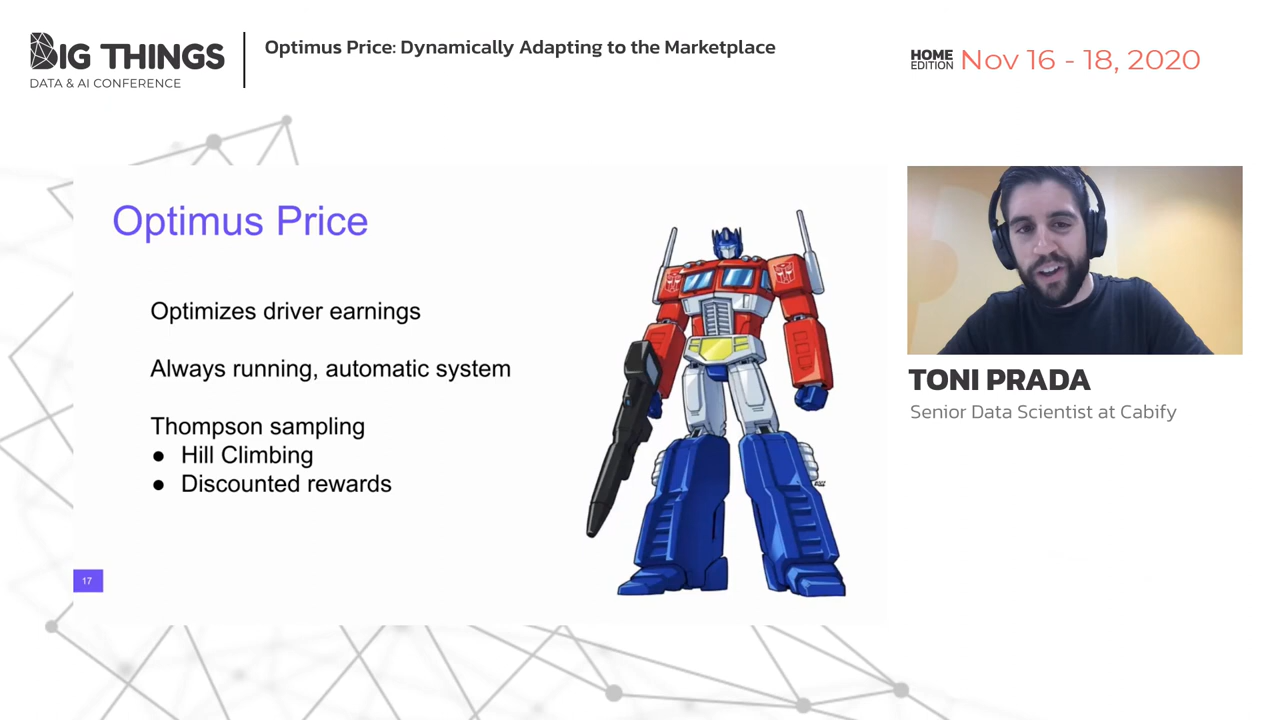 BIG THINGS
DATA & AI CONFERENCE
Optimus Price: Dynamically Adapting to the Marketplace
HOME
EDITION
Nov 16 - 18, 2020
Optimus Price
Optimizes driver earnings
Always running, automatic system
Thompson sampling
● Hill Climbing
● Discounted rewards
17
TONI PRADA
Senior Data Scientist at Cabify